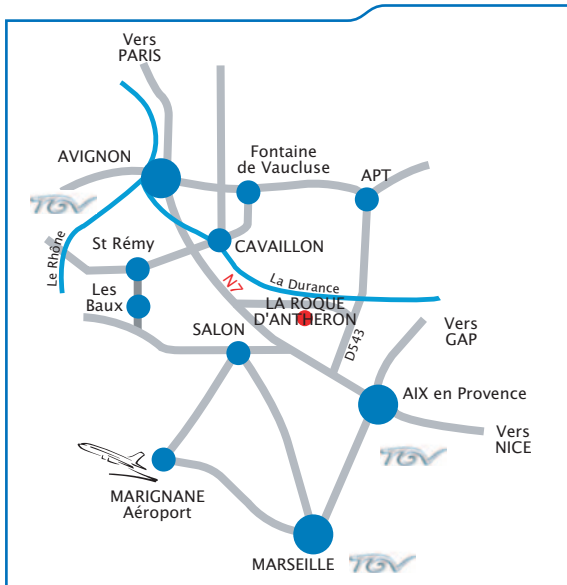 Vers
PARIS
AVIGNON
Fontaine
de Vaucluse
APT
TGV
St Rémy
CAVAILLON
Le Rhône
La Durance
Les
Baux
N7
LA ROQUE
D'ANTHERON
SALON
D543
Vers
GAP
AIX en Provence
Vers
NICE
TGV
MARIGNANE
Aéroport
MARSEILLE
TGV